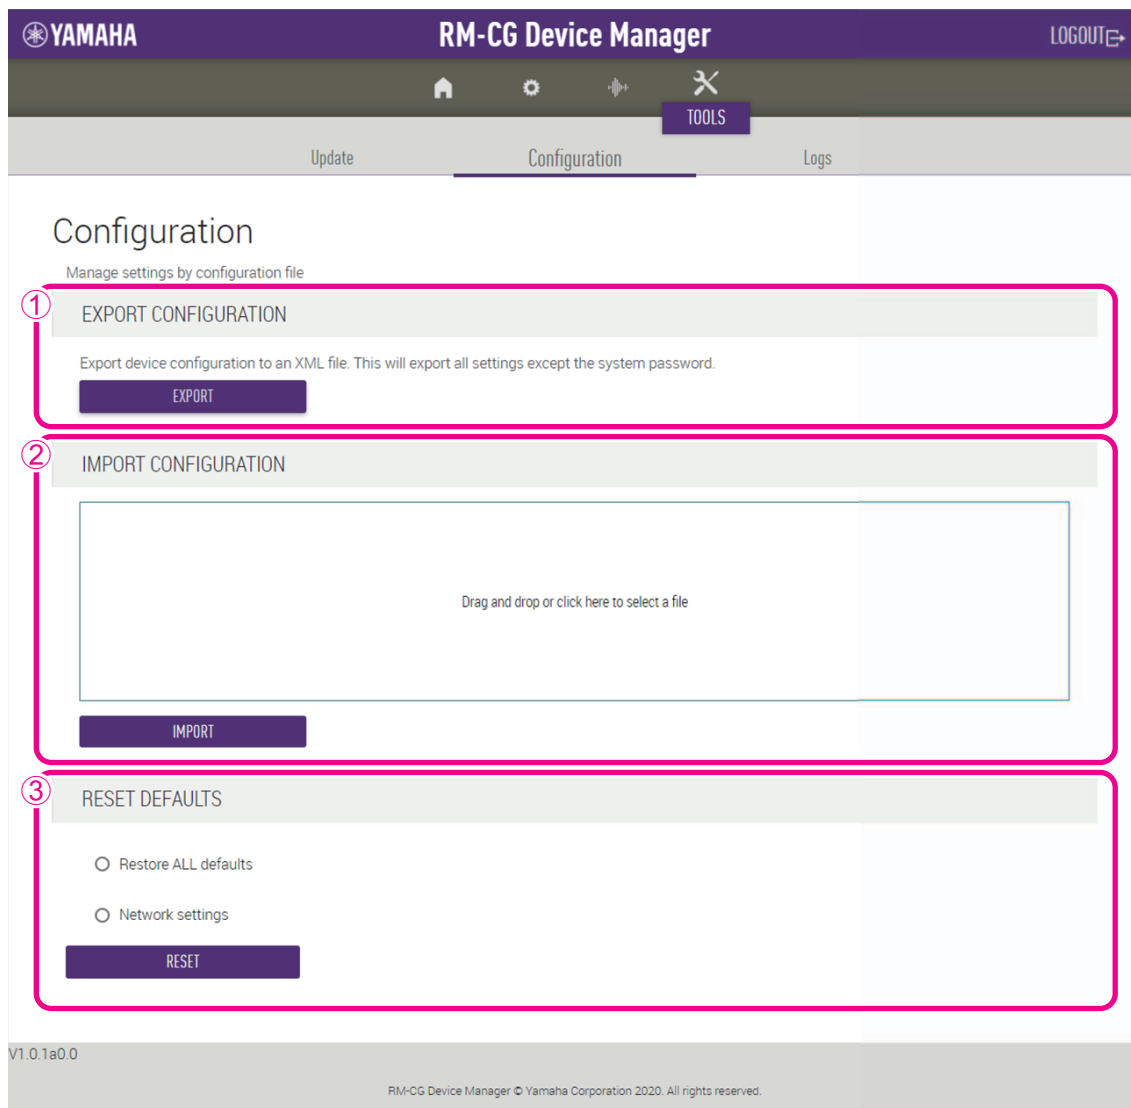 YAMAHA RM-CG Device Manager LOGOUT
TOOLS
Update Configuration Logs
Configuration
Manage settings by configuration file
1
EXPORT CONFIGURATION
Export device configuration to an XML file. This will export all settings except the system password.
EXPORT
2
IMPORT CONFIGURATION
Drag and drop or click here to select a file
IMPORT
3
RESET DEFAULTS
Restore ALL defaults
Network settings
RESET
V1.0.1a0.0
RM-CG Device Manager © Yamaha Corporation 2020. All rights reserved.